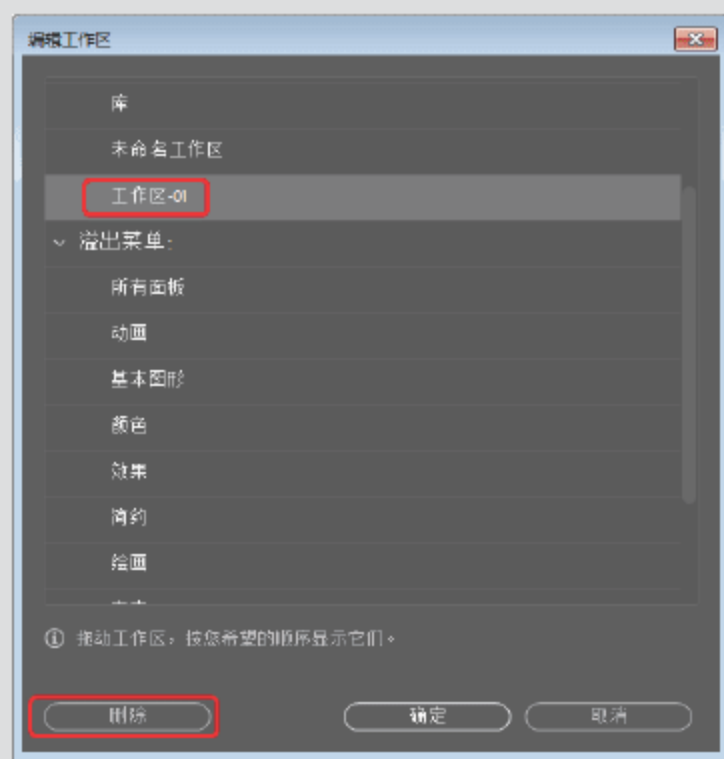 编辑工作区
库
未命名工作区
工作区-01
溢出菜单:
所有面板
动画
基本图形
颜色
效果
简约
绘画
拖动工作区，按您希望的顺序显示它们。
删除
确定
取消